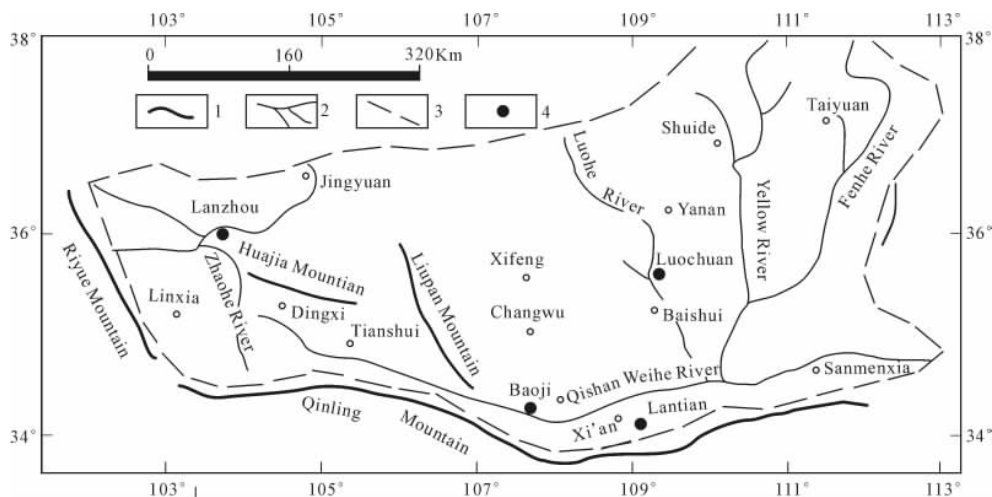 103° 105° 107° 109° 111° 113°
38° 38°
0 160 320Km
1 2 3 4
Taiyuan
Shuide
Luohe River
Jingyuan
Yellow River
Fenhe River
Lanzhou
Yanan
36° 36°
Riyue Mountain
Huajia Mountian
Zhaohe River
Liupan Mountain
Xifeng
Luochuan
Linxia
Dingxi
Changwu
Baishui
Tianshui
Qishan Weihe River
Sanmenxia
Baoji
Lantian
Xi'an
Qinling Mountain
34° 34°
103° 105° 107° 109° 111° 113°